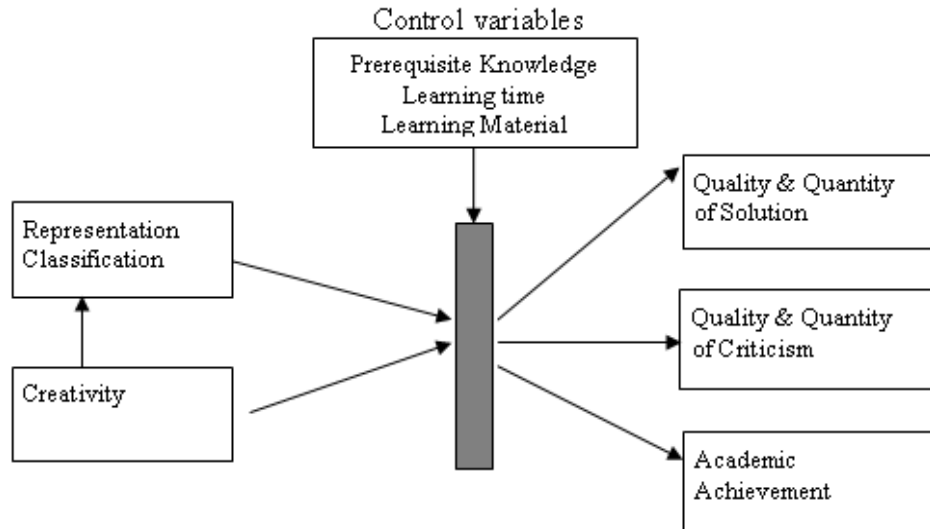 Control variables
Prerequisite Knowledge
Learning time
Learning Material
Representation
Classification
Creativity
Quality & Quantity
of Solution
Quality & Quantity
of Criticism
Academic
Achievement